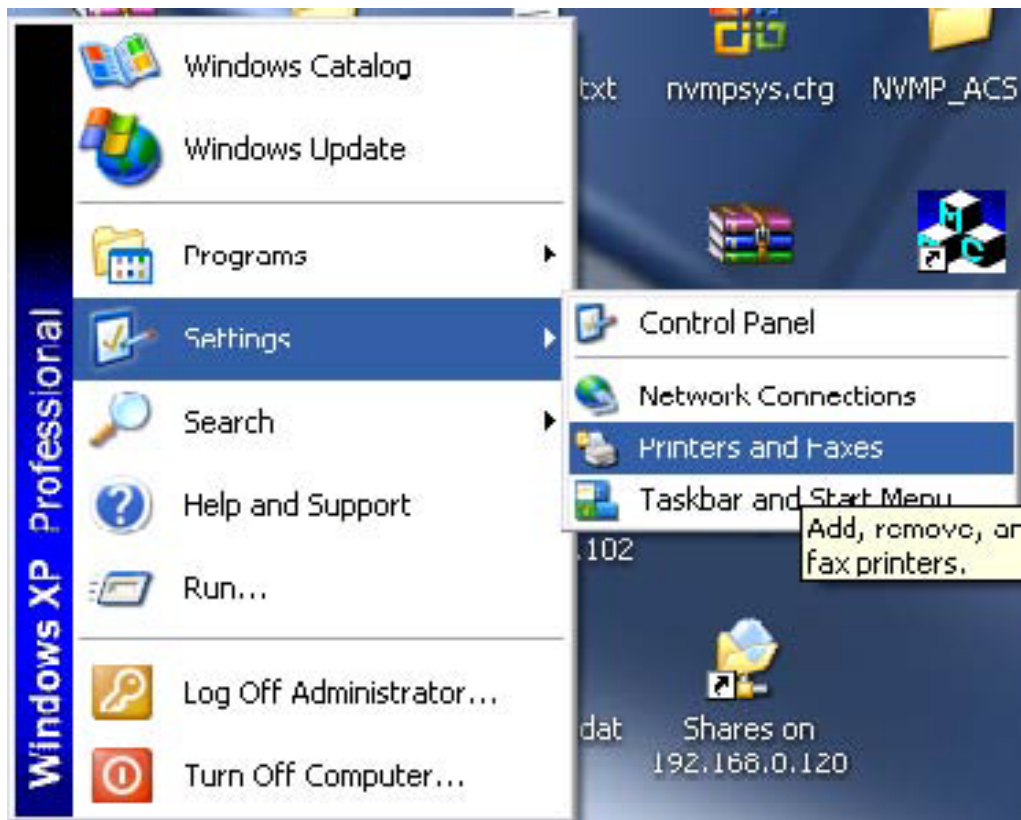 Windows XP Professional
Windows Catalog
Windows Update
Programs
Settings
Search
Help and Support
Run...
Log Off Administrator...
Turn Off Computer...
Control Panel
Network Connections
Printers and Faxes
Taskbar and Start Menu
Add, remove, an
fax printers.
txt
nvmpsys.cfg
NVMP_ACS
.102
dat
Shares on
192.168.0.120